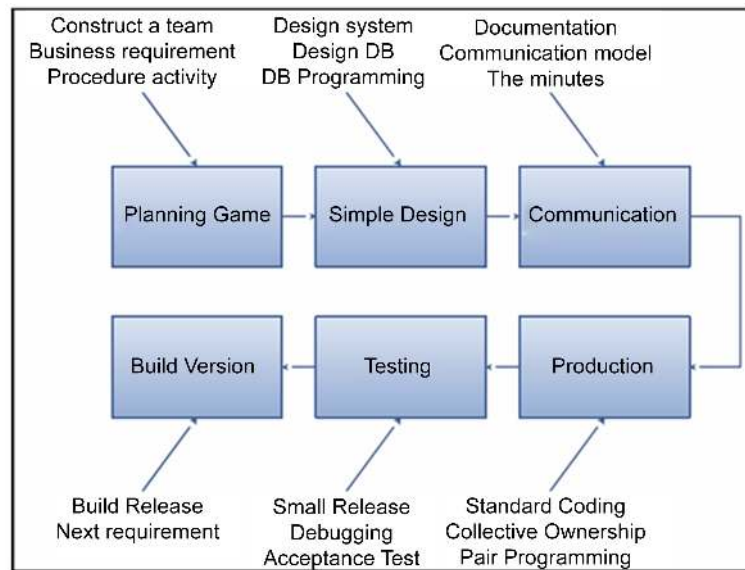 Construct a team
Business requirement
Procedure activity
Design system
Design DB
DB Programming
Documentation
Communication model
The minutes
Planning Game
Simple Design
Communication
Build Version
Testing
Production
Build Release
Next requirement
Small Release
Debugging
Acceptance Test
Standard Coding
Collective Ownership
Pair Programming